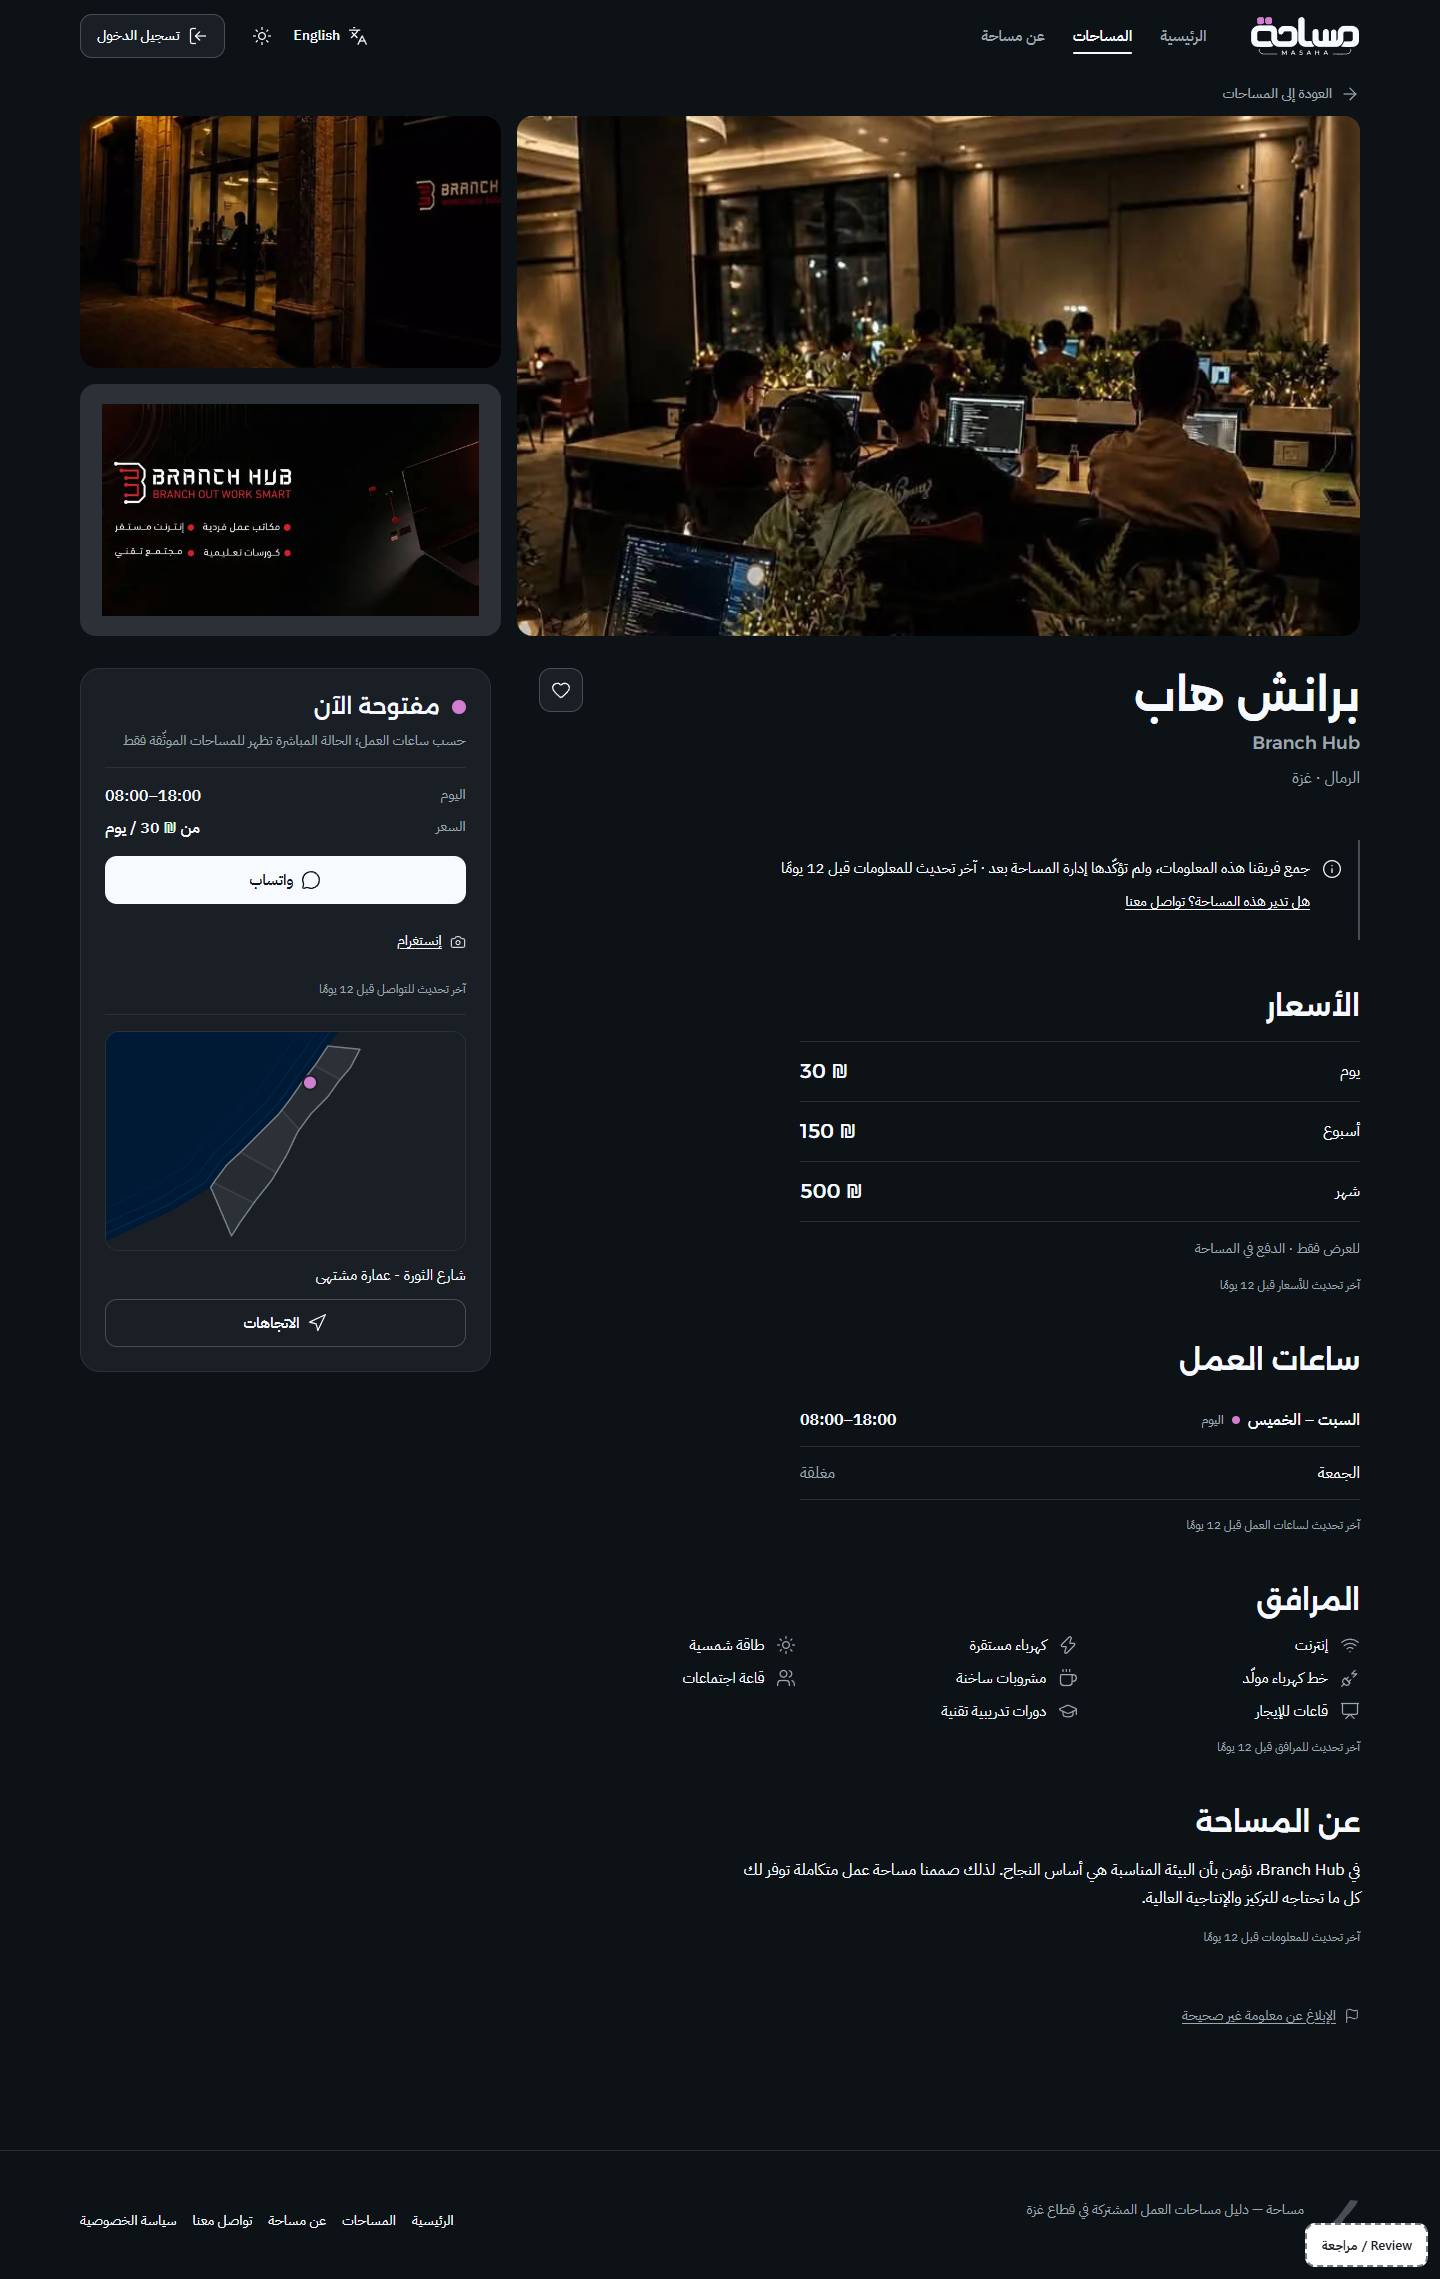 مساحة
MASAHA
الرئيسية
المساحات
عن مساحة
English
تسجيل الدخول
العودة إلى المساحات
BRANCH
BRANCH HUB
BRANCH OUT WORK SMART
مكاتب عمل فردية
إنترنت مستقر
كورسات تعليمية
مجتمع تقني
برانش هاب
Branch Hub
الرمال · غزة
جمع فريقنا هذه المعلومات، ولم تؤكّدها إدارة المساحة بعد · آخر تحديث للمعلومات قبل 12 يومًا
هل تدير هذه المساحة؟ تواصل معنا
الأسعار
يوم
30 ₪
أسبوع
150 ₪
شهر
500 ₪
للعرض فقط · الدفع في المساحة
آخر تحديث للأسعار قبل 12 يومًا
ساعات العمل
السبت – الخميس اليوم
08:00–18:00
الجمعة
مغلقة
آخر تحديث لساعات العمل قبل 12 يومًا
المرافق
إنترنت
كهرباء مستقرة
طاقة شمسية
خط كهرباء مولّد
مشروبات ساخنة
قاعة اجتماعات
قاعات للإيجار
دورات تدريبية تقنية
آخر تحديث للمرافق قبل 12 يومًا
عن المساحة
في Branch Hub، نؤمن بأن البيئة المناسبة هي أساس النجاح. لذلك صممنا مساحة عمل متكاملة توفر لك
كل ما تحتاجه للتركيز والإنتاجية العالية.
آخر تحديث للمعلومات قبل 12 يومًا
الإبلاغ عن معلومة غير صحيحة
مفتوحة الآن
حسب ساعات العمل؛ الحالة المباشرة تظهر للمساحات الموثّقة فقط
اليوم
08:00–18:00
السعر
من ₪ 30 / يوم
واتساب
إنستغرام
آخر تحديث للتواصل قبل 12 يومًا
شارع الثورة - عمارة مشتهى
الاتجاهات
مساحة — دليل مساحات العمل المشتركة في قطاع غزة
الرئيسية
المساحات
عن مساحة
تواصل معنا
سياسة الخصوصية
Review / مراجعة